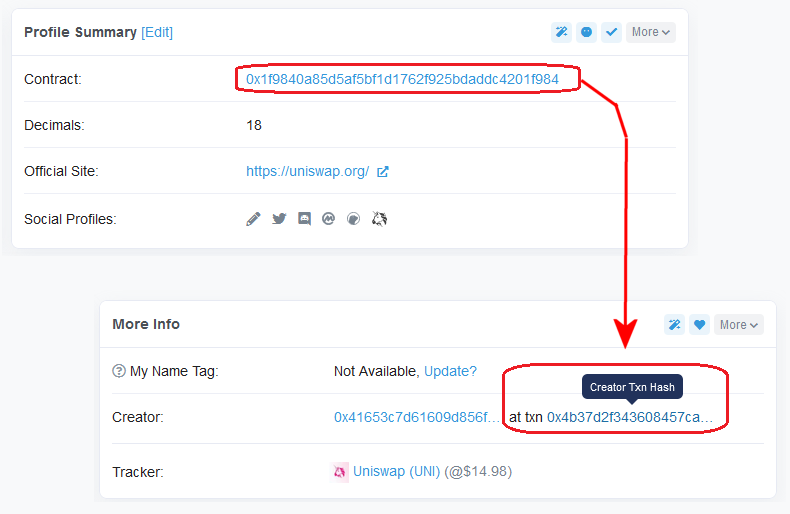 Profile Summary [Edit]
More
Contract: 0x1f9840a85d5af5bf1d1762f925bdaddc4201f984
Decimals: 18
Official Site: https://uniswap.org/
Social Profiles:
More Info
More
My Name Tag: Not Available, Update?
Creator Txn Hash
Creator: 0x41653c7d61609d856f... at txn 0x4b37d2f343608457ca...
Tracker: Uniswap (UNI) (@$14.98)